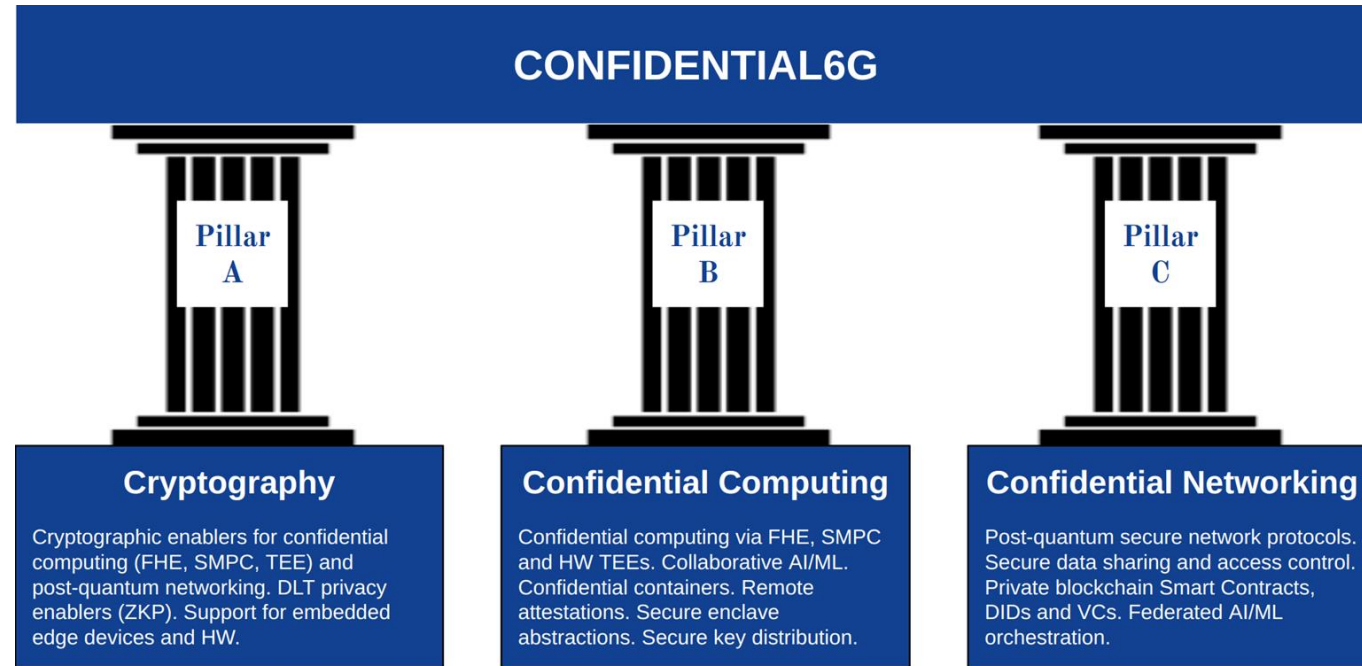 CONFIDENTIAL6G
Pillar
A
Pillar
B
Pillar
C
Cryptography
Cryptographic enablers for confidential
computing (FHE, SMPC, TEE) and
post-quantum networking. DLT privacy
enablers (ZKP). Support for embedded
edge devices and HW.
Confidential Computing
Confidential computing via FHE, SMPC
and HW TEEs. Collaborative AI/ML.
Confidential containers. Remote
attestations. Secure enclave
abstractions. Secure key distribution.
Confidential Networking
Post-quantum secure network protocols.
Secure data sharing and access control.
Private blockchain Smart Contracts,
DIDs and VCs. Federated AI/ML
orchestration.